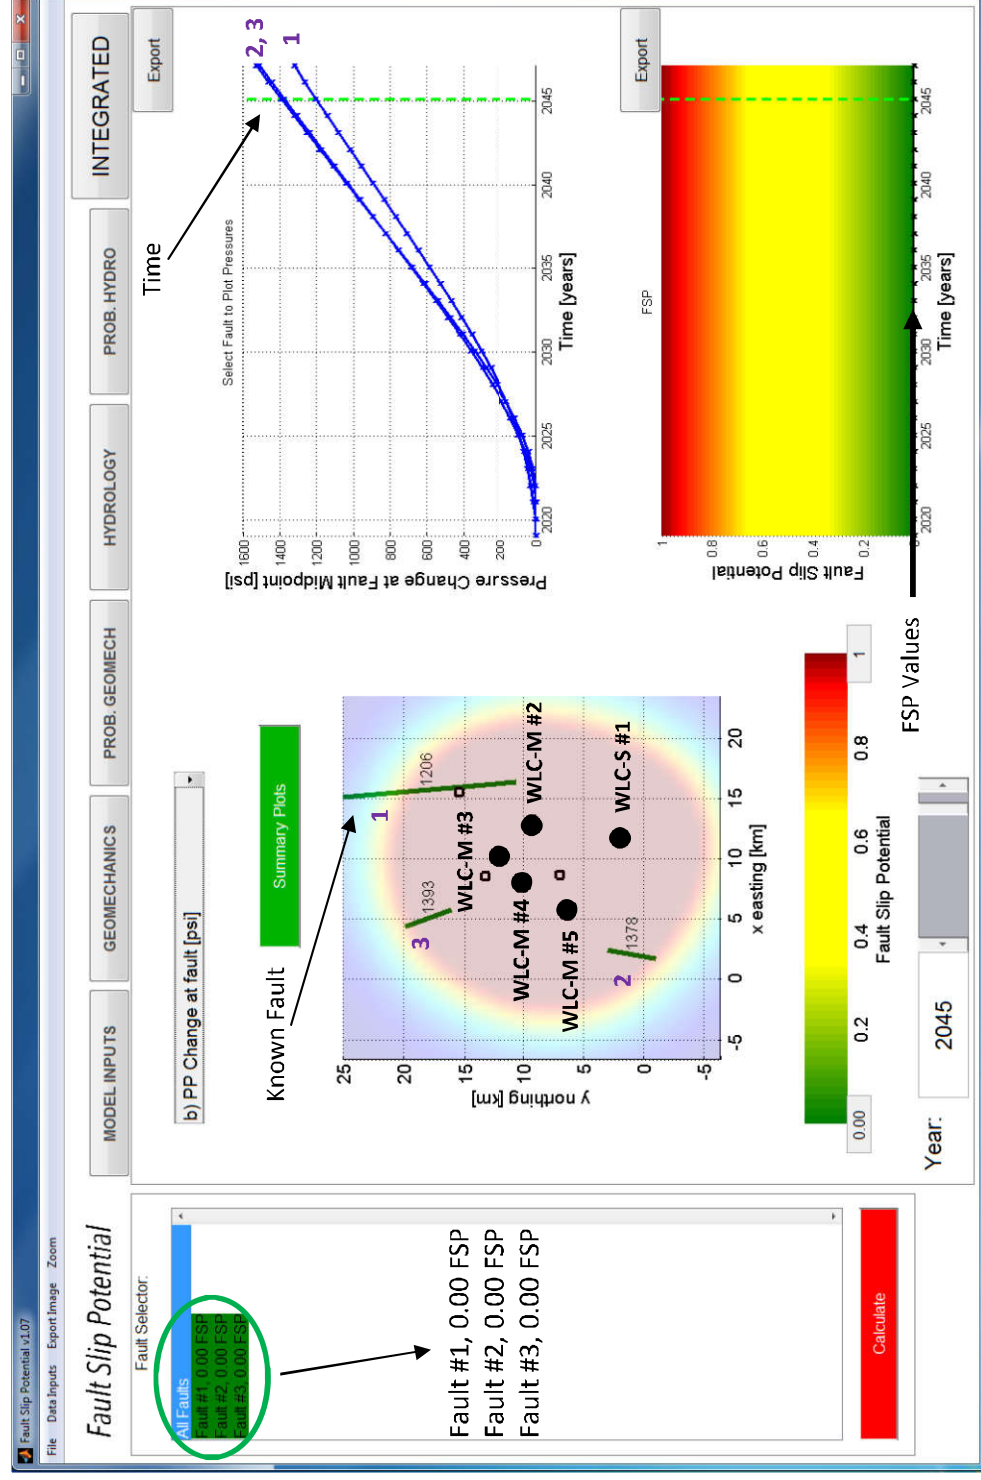 Fault Slip Potential v1.07
File Data Inputs Export Image Zoom
Fault Slip Potential
MODEL INPUTS
GEOMECHANICS
PROB. GEOMECH
HYDROLOGY
PROB. HYDRO
INTEGRATED
Fault Selector:
All Faults
Fault #1, 0.00 FSP
Fault #2, 0.00 FSP
Fault #3, 0.00 FSP
Fault #1, 0.00 FSP
Fault #2, 0.00 FSP
Fault #3, 0.00 FSP
Calculate
b) PP Change at fault [psi]
Summary Plots
Known Fault
25
20
15
10
5
0
-5
y northing [km]
1
1206
3
1393
WLC-M #3
WLC-M #2
WLC-M #4
WLC-S #1
WLC-M #5
2
1378
-5
0
5
10
15
20
x easting [km]
0.00
0.2
0.4
0.6
0.8
1
Fault Slip Potential
Year:
2045
Export
Time
2, 3
1
Select Fault to Plot Pressures
1600
1400
1200
1000
800
600
400
200
0
Pressure Change at Fault Midpoint [psi]
2020
2025
2030
2035
2040
2045
Time [years]
Export
FSP
1
0.8
0.6
0.4
0.2
0
Fault Slip Potential
2020
2025
2030
2035
2040
2045
Time [years]
FSP Values